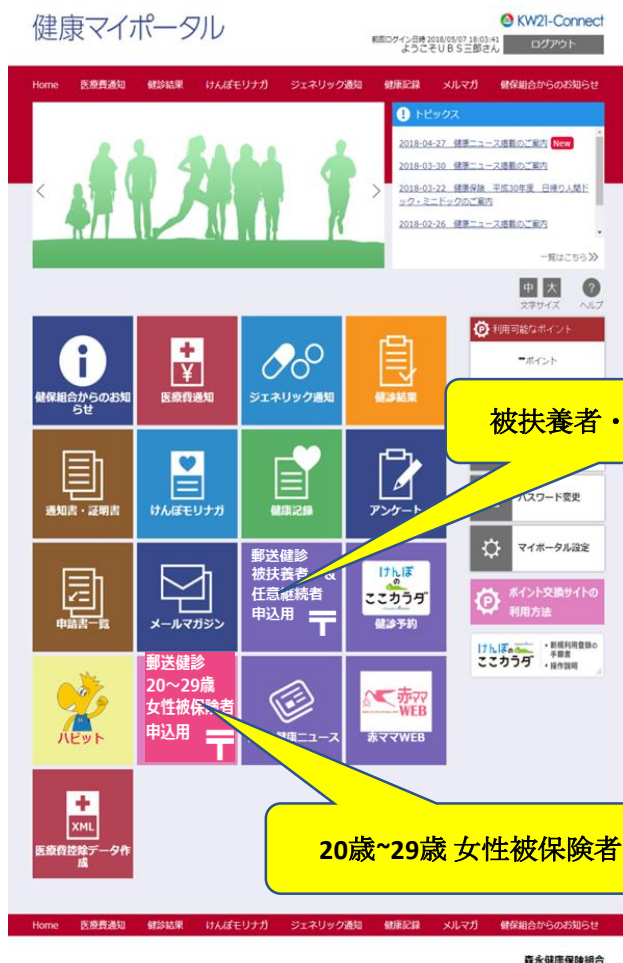 健康マイポータル
KW21-Connect
前回ログイン日時 2018/05/07 18:03:41
ようこそUBS三郎さん
ログアウト
Home 医療費通知 健診結果 けんぽモリナガ ジェネリック通知 健康記録 メルマガ 健保組合からのお知らせ
トピックス
2018-04-27 健康ニュース掲載のご案内 New
2018-03-30 健康ニュース掲載のご案内
2018-03-22 健康保険 平成30年度 日帰り人間ド
ック・ミニドックのご案内
2018-02-26 健康ニュース掲載のご案内
一覧はこちら
中 大 ?
文字サイズ ヘルプ
健保組合からのお知
らせ
医療費通知
ジェネリック通知
健診結果
利用可能なポイント
-ポイント
被扶養者・
通知書・証明書
けんぽモリナガ
健康記録
アンケート
パスワード変更
マイポータル設定
申請書一覧
メールマガジン
郵送健診
被扶養者 &
任意継続者
申込用 〒
けんぽ
の
ここカラダ
健診予約
ポイント交換サイトの
利用方法
けんぽの
ここカラダ
・新規利用登録の
手順書
・操作説明
ハビット
郵送健診
20～29歳
女性被保険者
申込用 〒
健康ニュース
赤ママ
WEB
赤ママWEB
XML
医療費控除データ作
成
20歳~29歳 女性被保険者
Home 医療費通知 健診結果 けんぽモリナガ ジェネリック通知 健康記録 メルマガ 健保組合からのお知らせ
森永健康保険組合